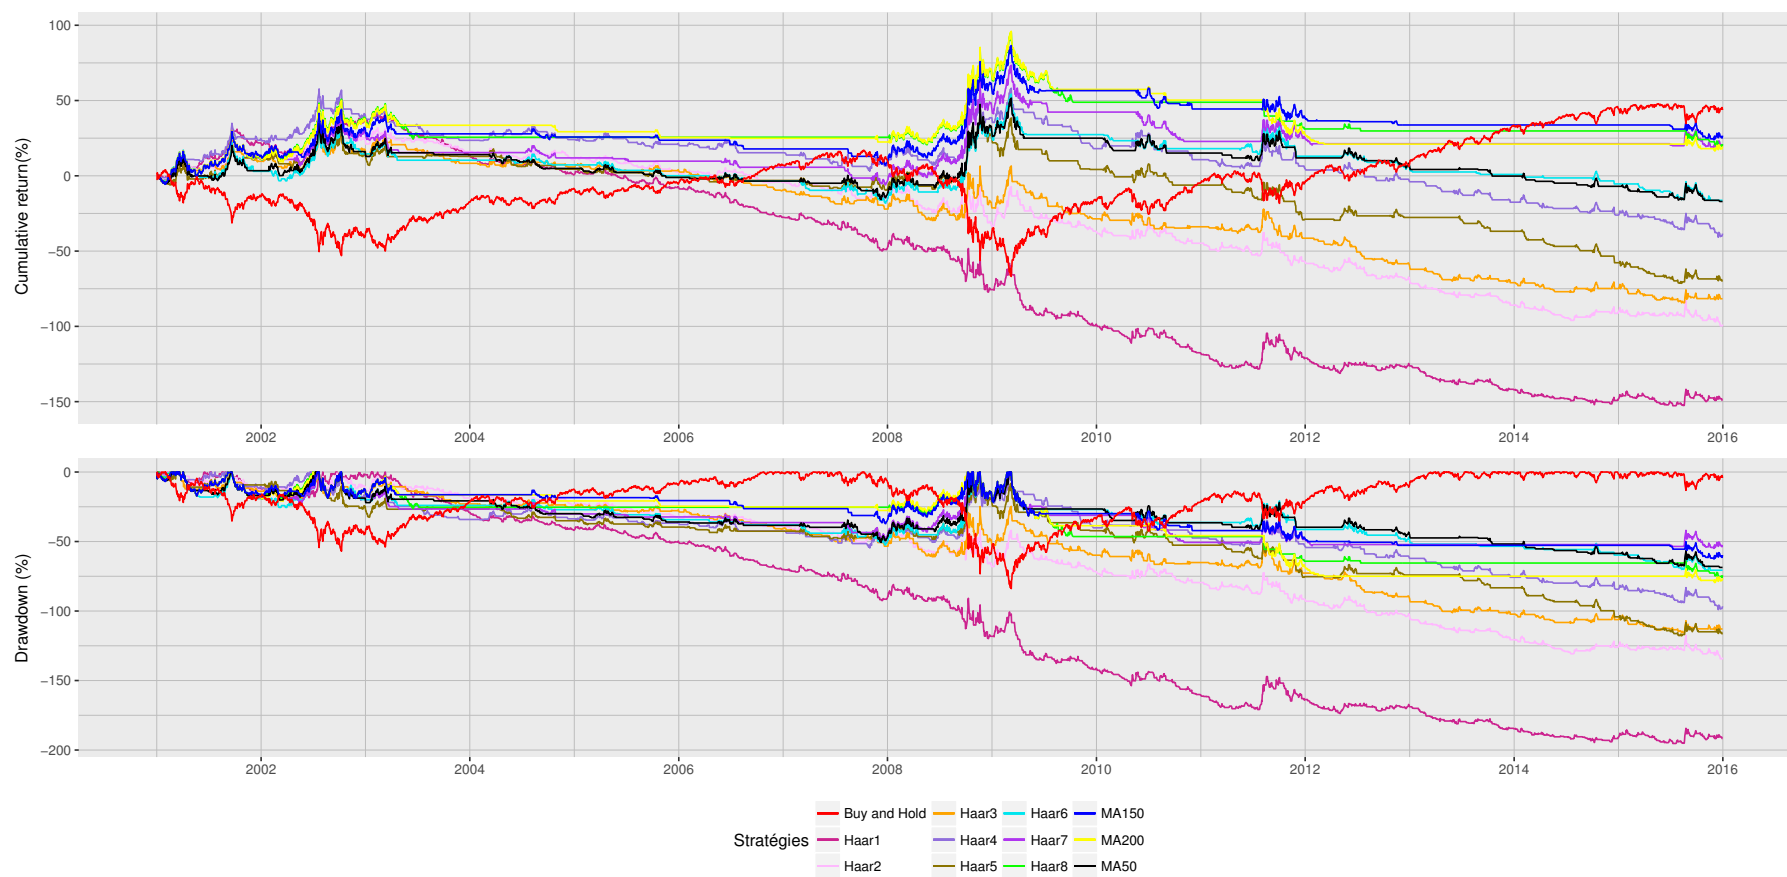 Cumulative return(%)
100
50
0
−50
−100
−150
2002 2004 2006 2008 2010 2012 2014 2016
Drawdown (%)
0
−50
−100
−150
−200
2002 2004 2006 2008 2010 2012 2014 2016
Stratégies
Buy and Hold Haar3 Haar6 MA150
Haar1 Haar4 Haar7 MA200
Haar2 Haar5 Haar8 MA50